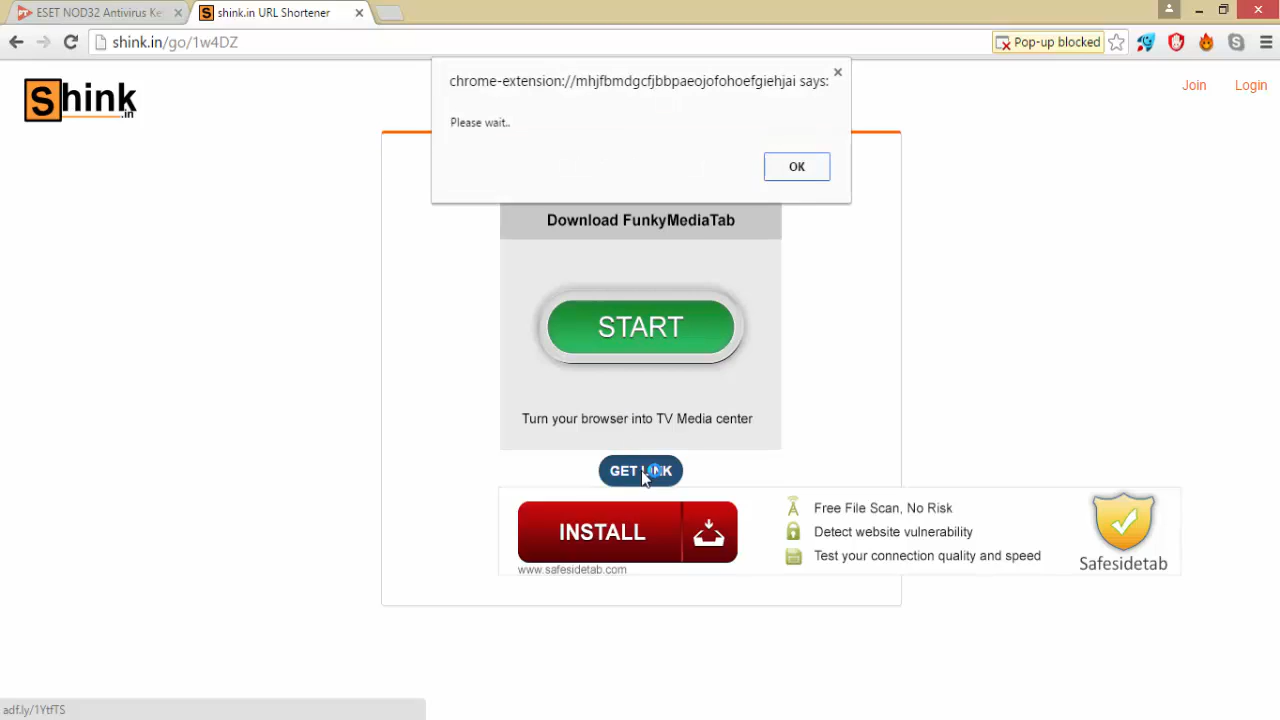 ESET NOD32 Antivirus Ke
shink.in URL Shortener
shink.in/go/1w4DZ
Pop-up blocked
Shink
.in
Join
Login
chrome-extension://mhjfbmdgcfjbbpaeojofohoefgiehjai says:
Please wait..
OK
Download FunkyMediaTab
START
Turn your browser into TV Media center
GET LINK
INSTALL
www.safesidetab.com
Free File Scan, No Risk
Detect website vulnerability
Test your connection quality and speed
Safesidetab
adf.ly/1YtfTS